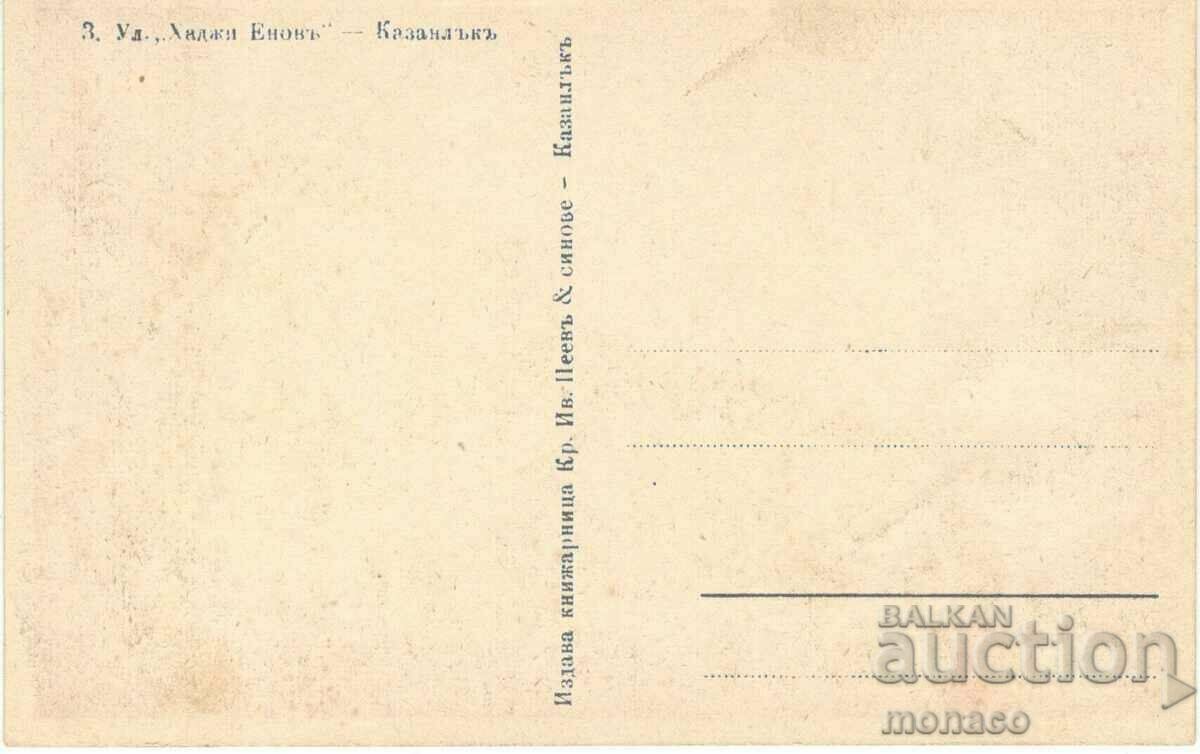 3. Ул. „Хаджи Еновъ" — Казанлъкъ
Издава книжарница Кр. Ив. Пеевъ & синове - Казанлъкъ
BALKAN
auction
monaco